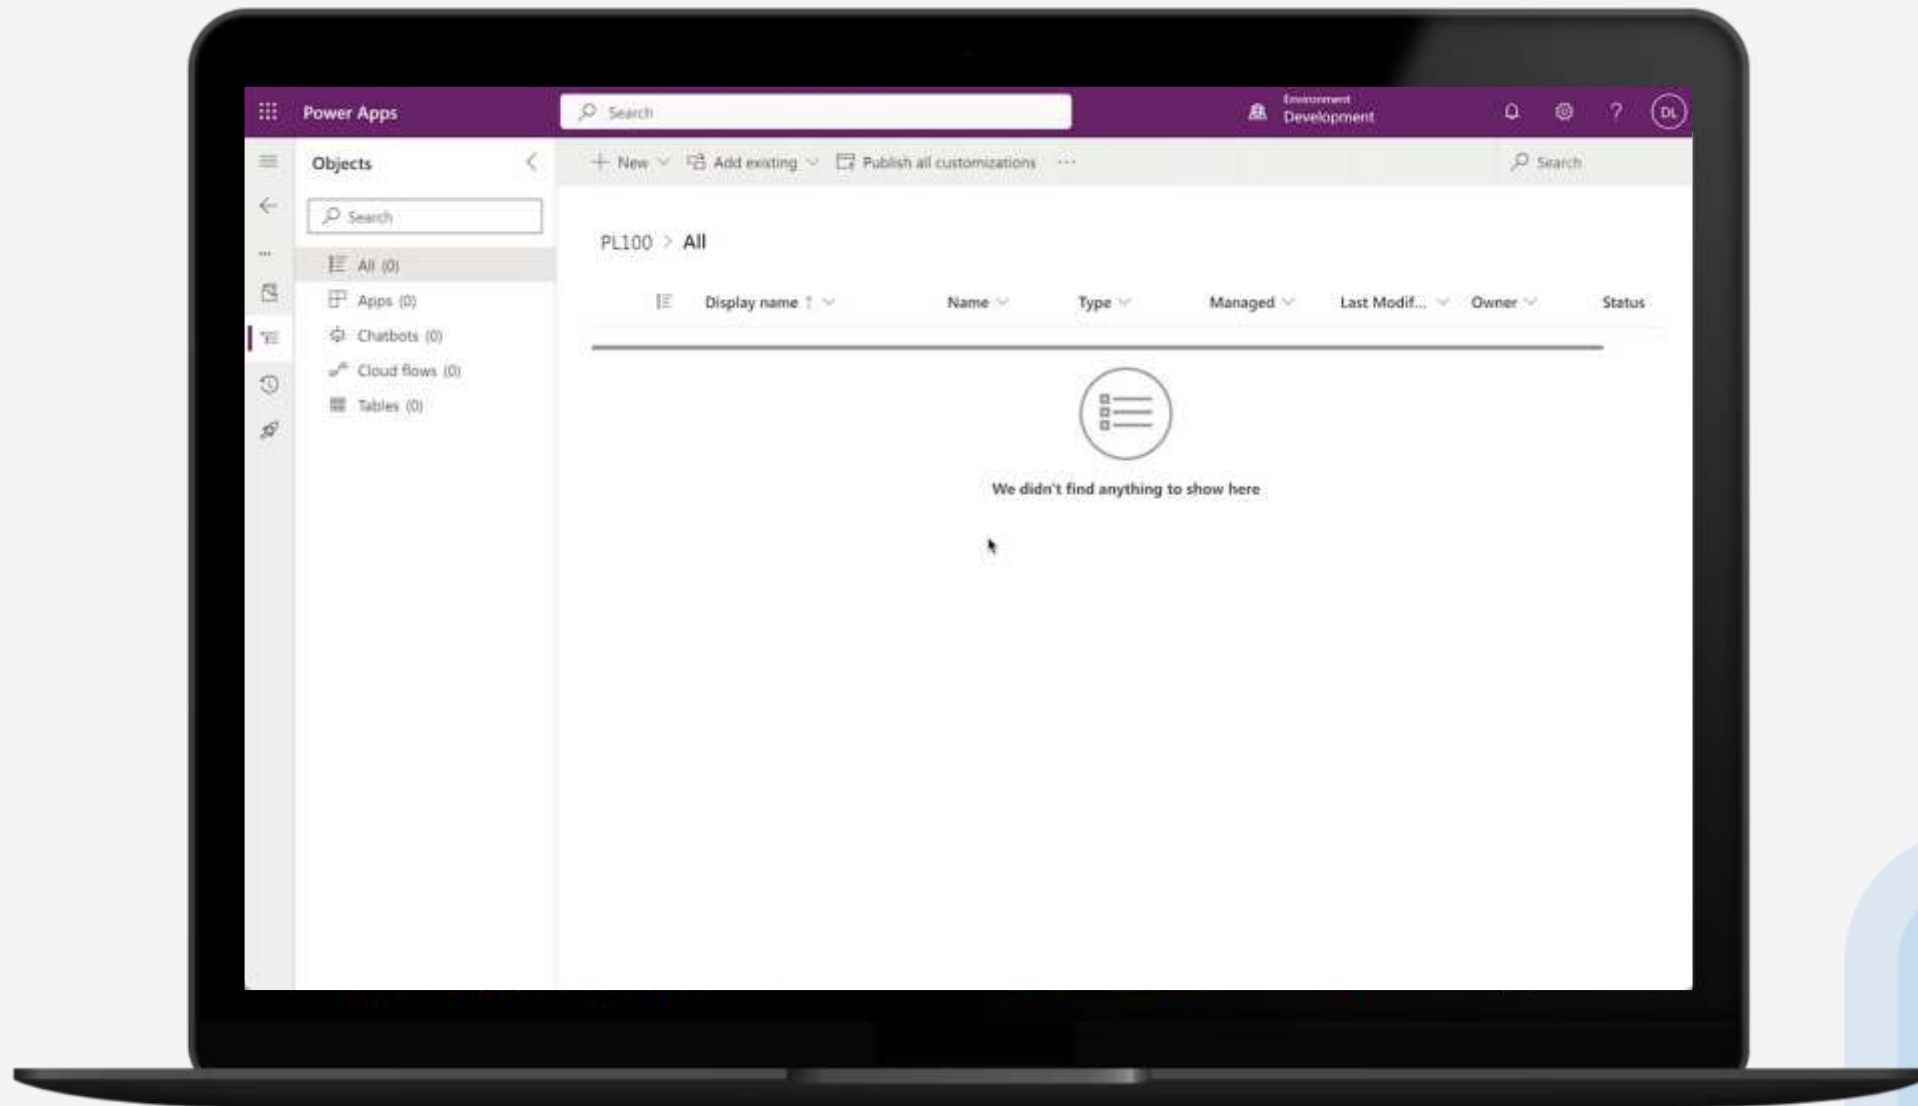 Power Apps
Search
Environment
Development
?
DL
Objects
New
Add existing
Publish all customizations
...
Search
Search
PL100 > All
All (0)
Apps (0)
Chatbots (0)
Cloud flows (0)
Tables (0)
Display name ↑ Name Type Managed Last Modif... Owner Status
We didn't find anything to show here